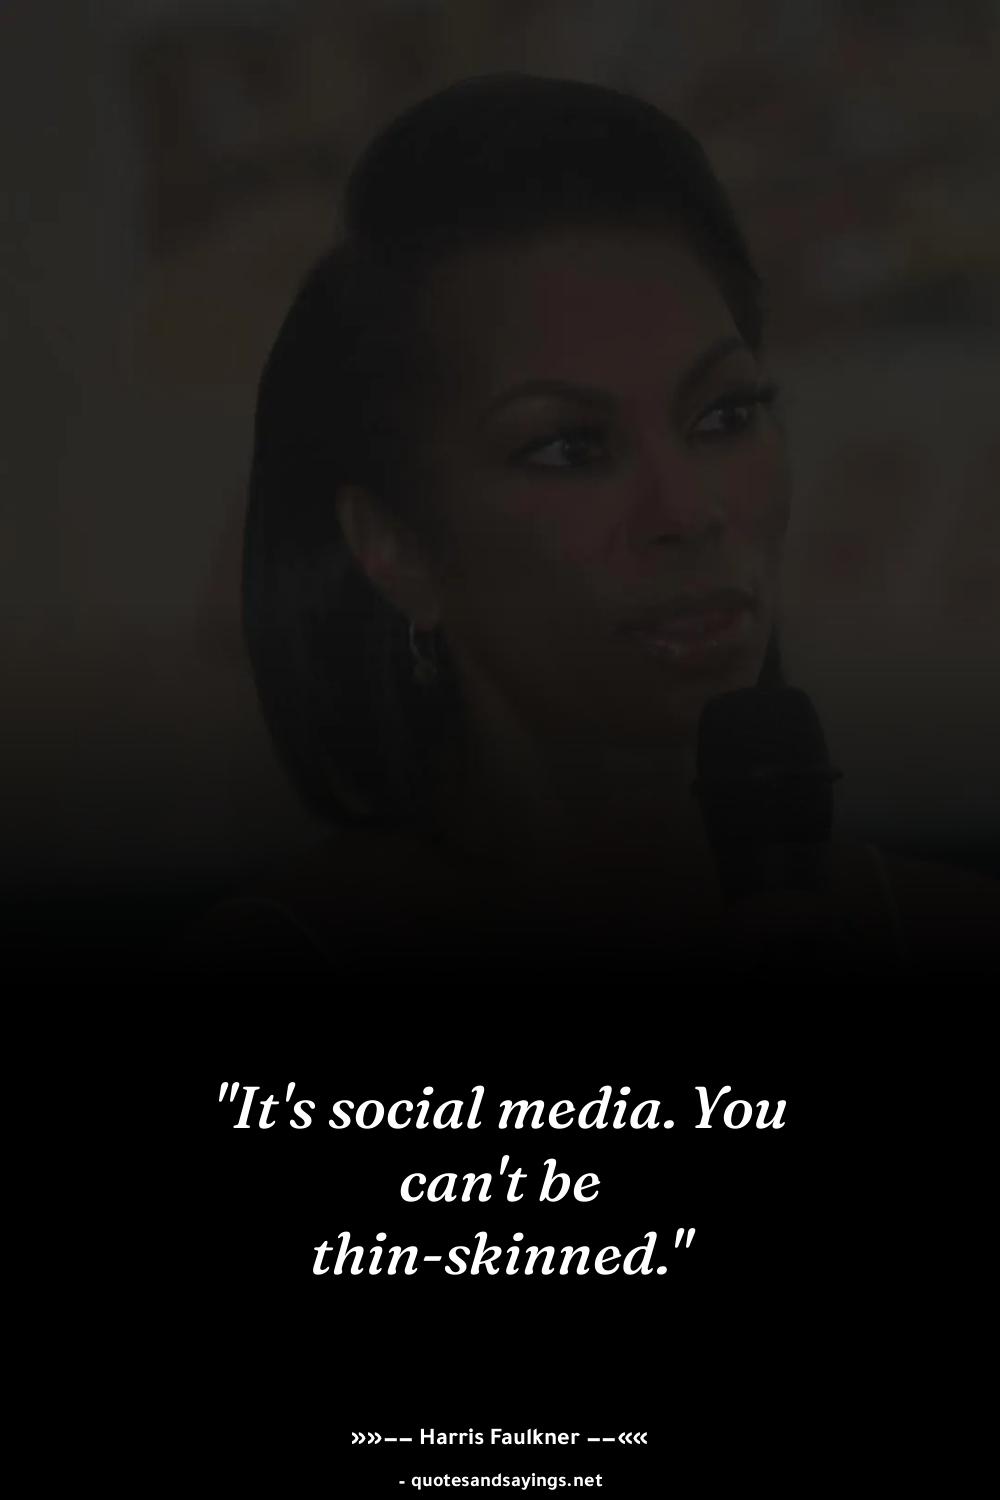 "It's social media. You
can't be
thin-skinned."
»»−− Harris Faulkner −−««
- quotesandsayings.net